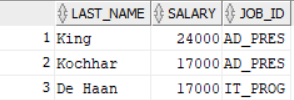 LAST_NAME SALARY JOB_ID
1 King 24000 AD_PRES
2 Kochhar 17000 AD_PRES
3 De Haan 17000 IT_PROG